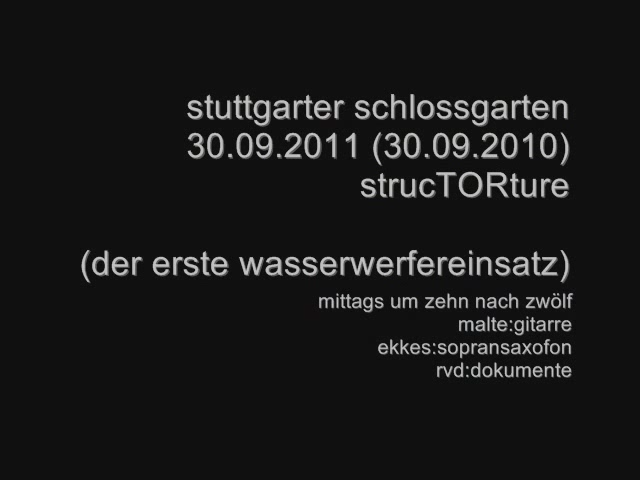 stuttgarter schlossgarten
30.09.2011 (30.09.2010)
strucTORture
(der erste wasserwerfereinsatz)
mittags um zehn nach zwölf
malte:gitarre
ekkes:sopransaxofon
rvd:dokumente